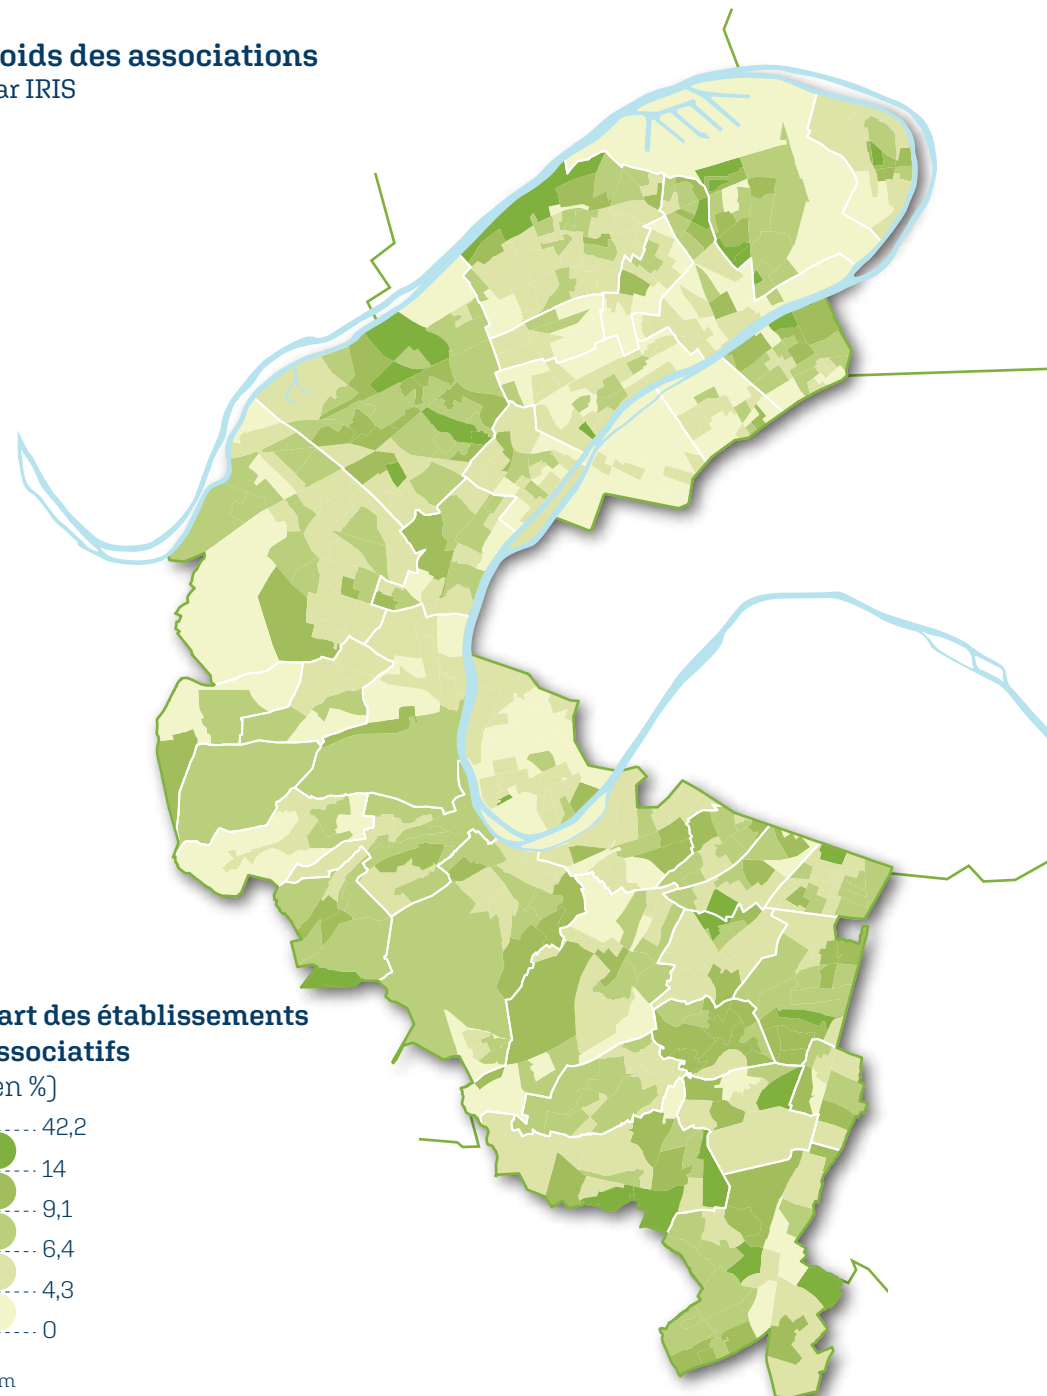 oids des associations
ar IRIS
art des établissements
ssociatifs
en %)
42,2
14
9,1
6,4
4,3
0
m